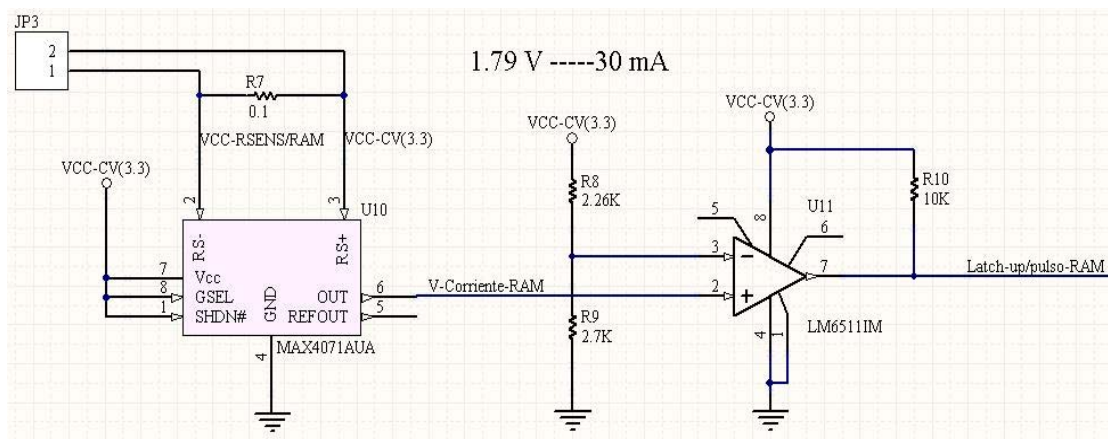 JP3
2
1
R7
0.1
1.79 V -----30 mA
VCC-RSENS/RAM
VCC-CV(3.3)
VCC-CV(3.3)
2
3
U10
RS-
RS+
7
Vcc
8
GSEL
1
SHDN#
GND
OUT
6
REFOUT
5
4
MAX4071AUA
V-Corriente-RAM
VCC-CV(3.3)
R8
2.26K
R9
2.7K
VCC-CV(3.3)
R10
10K
5
8
U11
6
3
2
7
4
1
LM6511IM
Latch-up/pulso-RAM